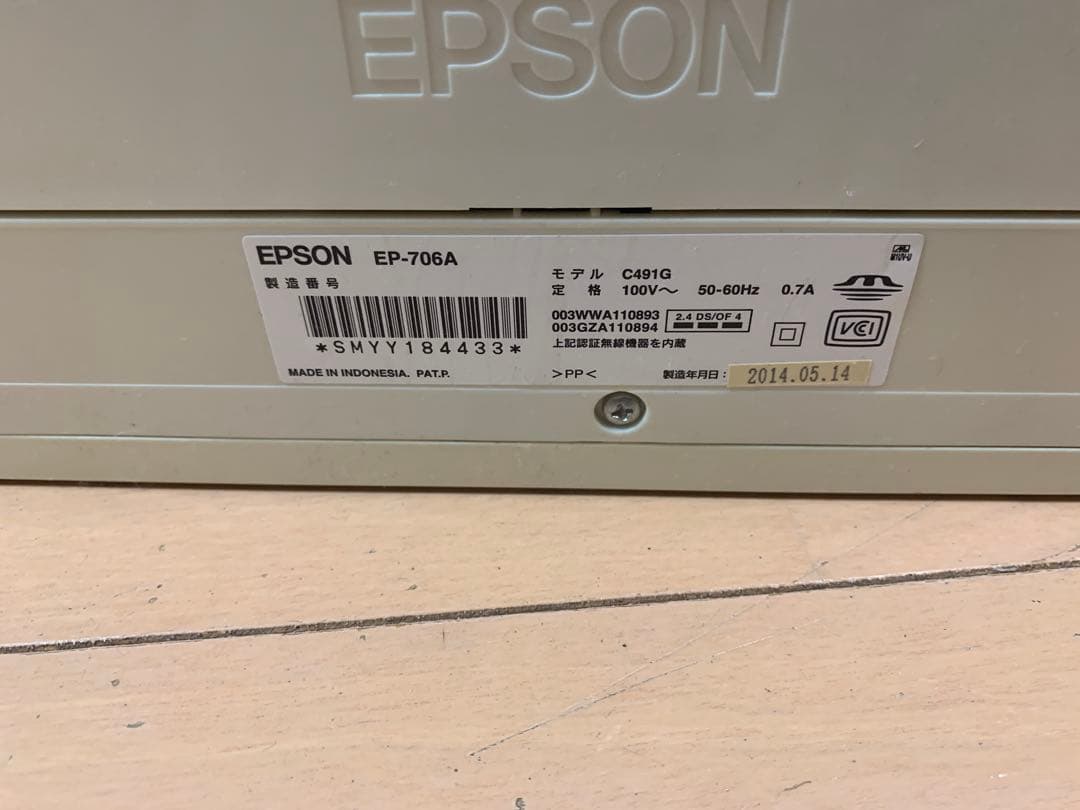 EPSON
EPSON EP-706A
製造番号
*SMYY184433*
MADE IN INDONESIA. PAT.P.
モデル C491G
定格 100V～ 50-60Hz 0.7A
003WWA110893
003GZA110894
2.4 DS/OF 4
上記認証無線機器を内蔵
>PP<
製造年月日：2014.05.14
M10V-U
VCI